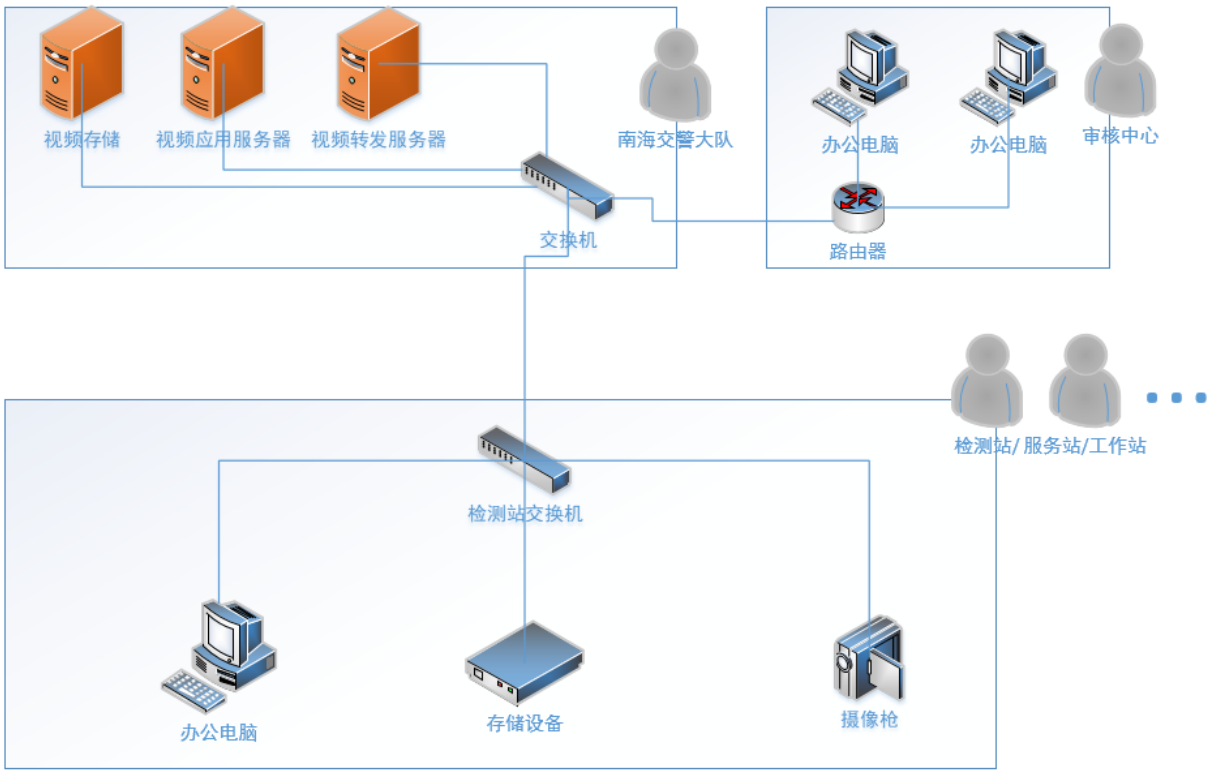 视频存储
视频应用服务器
视频转发服务器
南海交警大队
交换机
办公电脑
办公电脑
审核中心
路由器
检测站/服务站/工作站
检测站交换机
办公电脑
存储设备
摄像枪